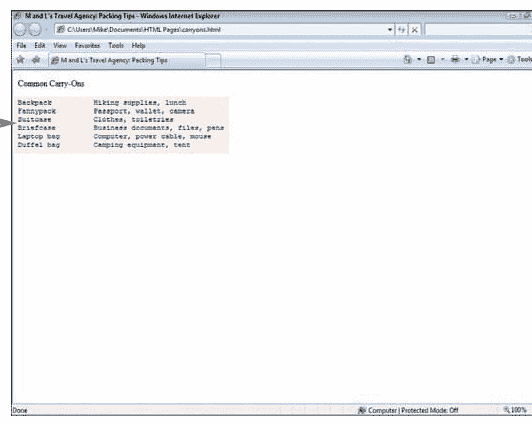 M and L's Travel Agency: Packing Tips - Windows Internet Explorer
C:\Users\Mike\Documents\HTML Pages\carryons.html
File Edit View Favorites Tools Help
M and L's Travel Agency: Packing Tips Page Tools
Common Carry-Ons
Backpack Hiking supplies, lunch
Fannypack Passport, wallet, camera
Suitcase Clothes, toiletries
Briefcase Business documents, files, pens
Laptop bag Computer, power cable, mouse
Duffel bag Camping equipment, tent
Done Computer | Protected Mode: Off 100%